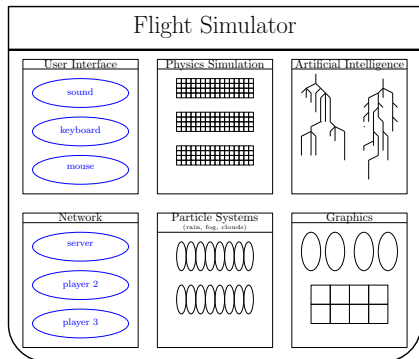 Flight Simulator
User Interface
sound
keyboard
mouse
Physics Simulation
Artificial Intelligence
Network
server
player 2
player 3
Particle Systems
(rain, fog, clouds)
Graphics